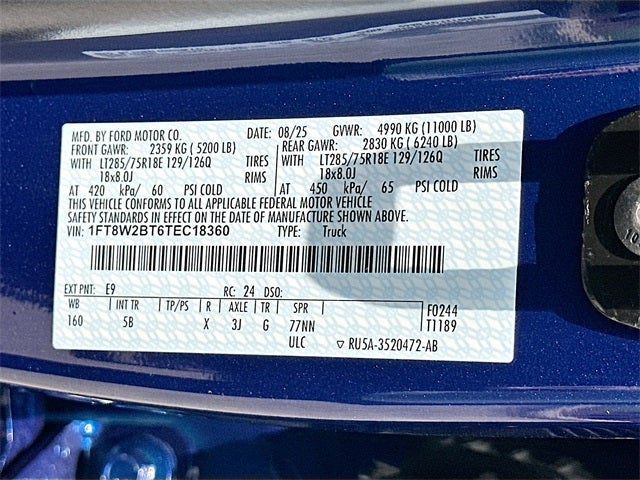 MFD. BY FORD MOTOR CO. DATE: 08/25 GVWR: 4990 KG (11000 LB)
FRONT GAWR: 2359 KG (5200 LB) REAR GAWR: 2830 KG (6240 LB)
WITH LT285/75R18E 129/126Q TIRES WITH LT285/75R18E 129/126Q TIRES
18x8.0J RIMS 18x8.0J RIMS
AT 420 kPa/ 60 PSI COLD AT 450 kPa/ 65 PSI COLD
THIS VEHICLE CONFORMS TO ALL APPLICABLE FEDERAL MOTOR VEHICLE
SAFETY STANDARDS IN EFFECT ON THE DATE OF MANUFACTURE SHOWN ABOVE.
VIN: 1FT8W2BT6TEC18360 TYPE: Truck
EXT PNT: E9 RC: 24 DSO:
WB INT TR TP/PS R AXLE TR SPR F0244
160 5B X 3J G 77NN T1189
ULC ▽ RU5A-3520472-AB